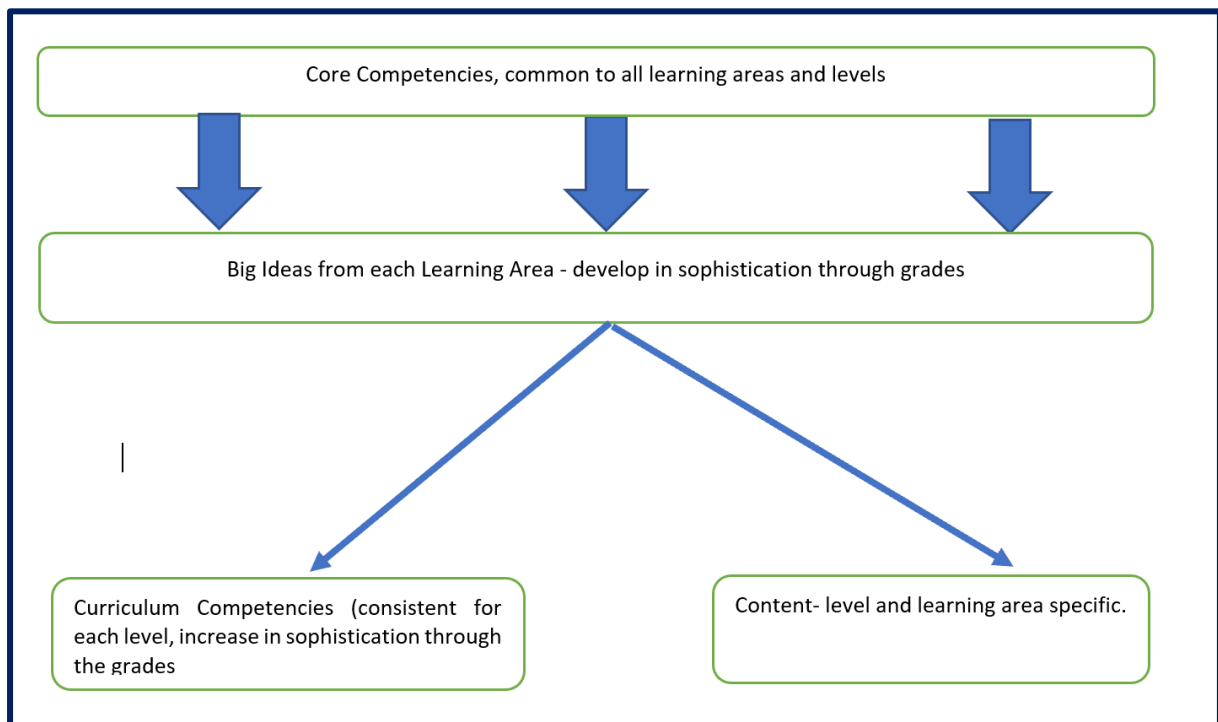 Core Competencies, common to all learning areas and levels
Big Ideas from each Learning Area - develop in sophistication through grades
Curriculum Competencies (consistent for
each level, increase in sophistication through
the grades
Content- level and learning area specific.